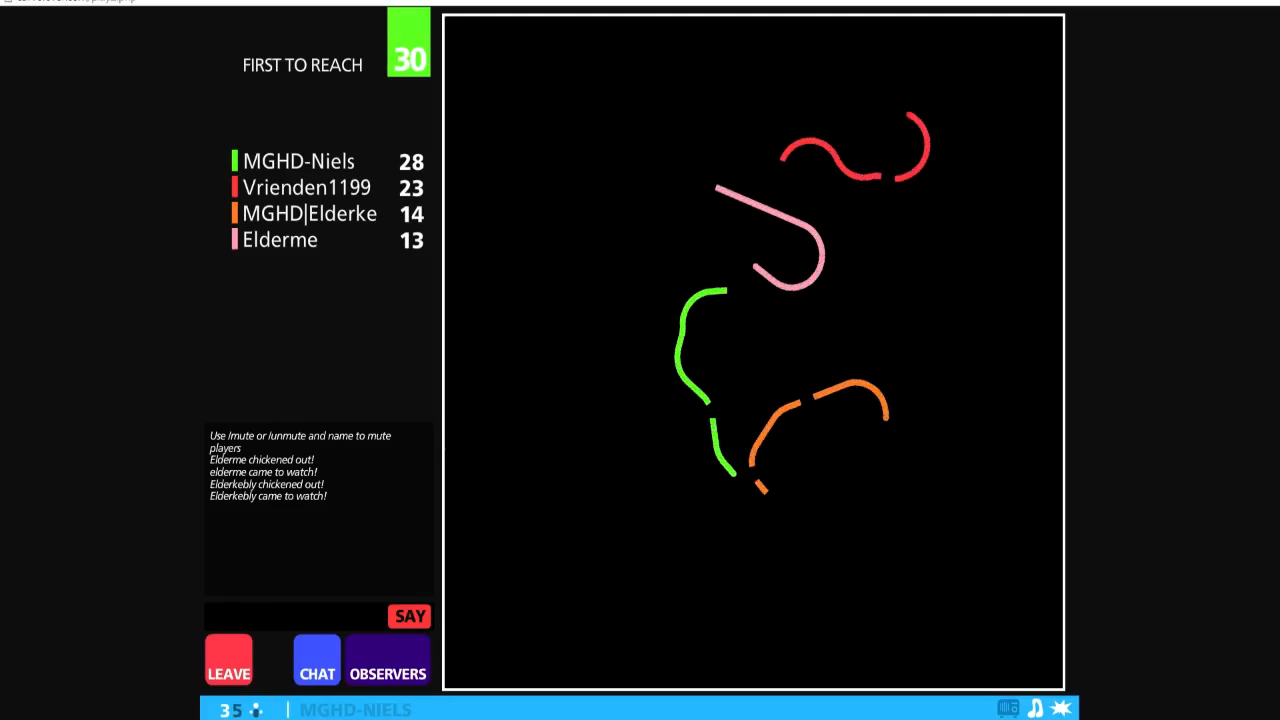 30
FIRST TO REACH
MGHD-Niels 28
Vrienden1199 23
MGHD|Elderke 14
Elderme 13
Use /mute or /unmute and name to mute
players
Elderme chickened out!
elderme came to watch!
Elderkebly chickened out!
Elderkebly came to watch!
SAY
LEAVE
CHAT
OBSERVERS
35
MGHD-NIELS